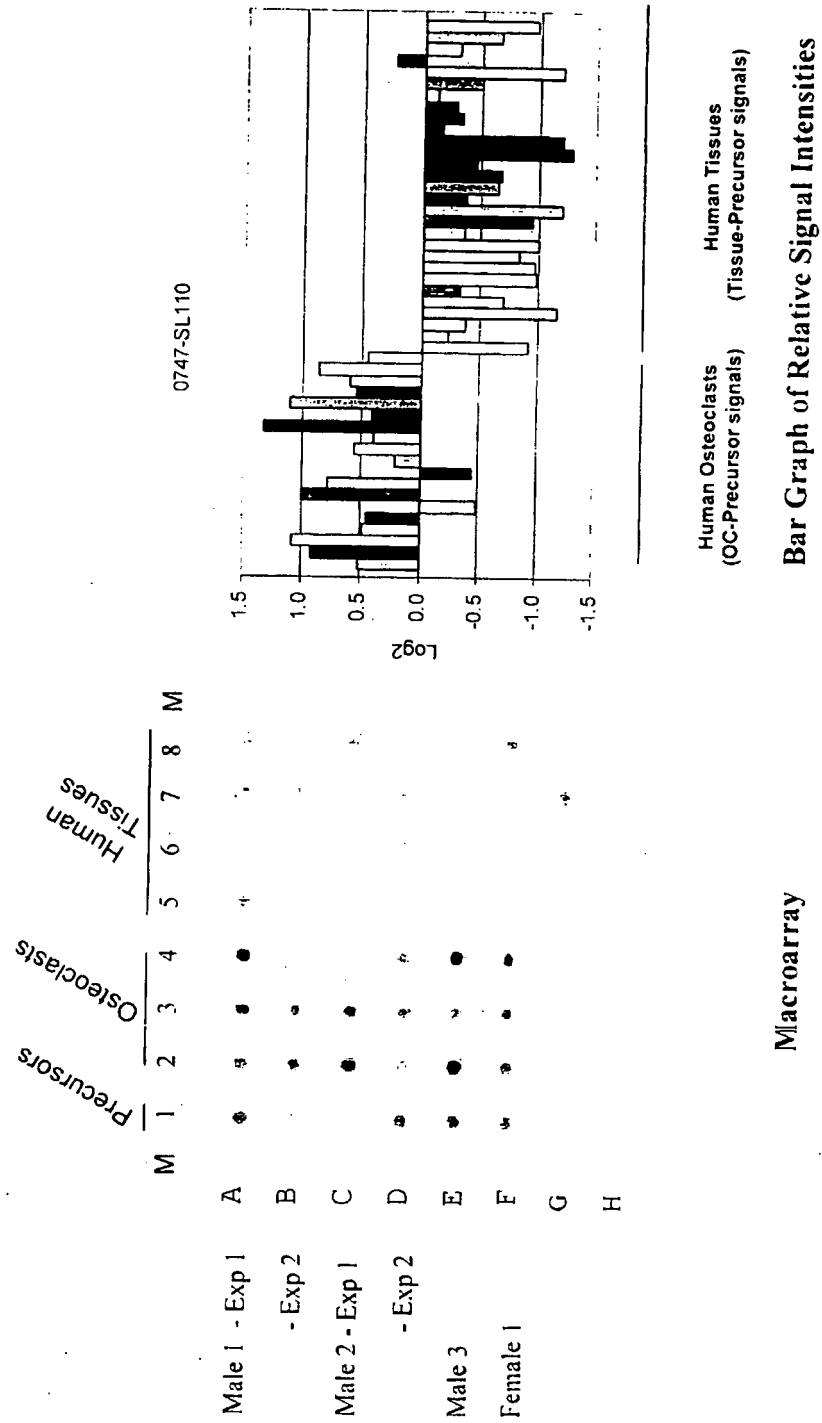 Precursors
Osteoclasts
Human
Tissues
M 1 2 3 4 5 6 7 8 M
Male 1 - Exp 1 A
- Exp 2 B
Male 2 - Exp 1 C
- Exp 2 D
Male 3 E
Female 1 F
G
H
Macroarray
0747-SL110
1.5
1.0
0.5
0.0
-0.5
-1.0
-1.5
Log2
Human Osteoclasts
(OC-Precursor signals)
Human Tissues
(Tissue-Precursor signals)
Bar Graph of Relative Signal Intensities